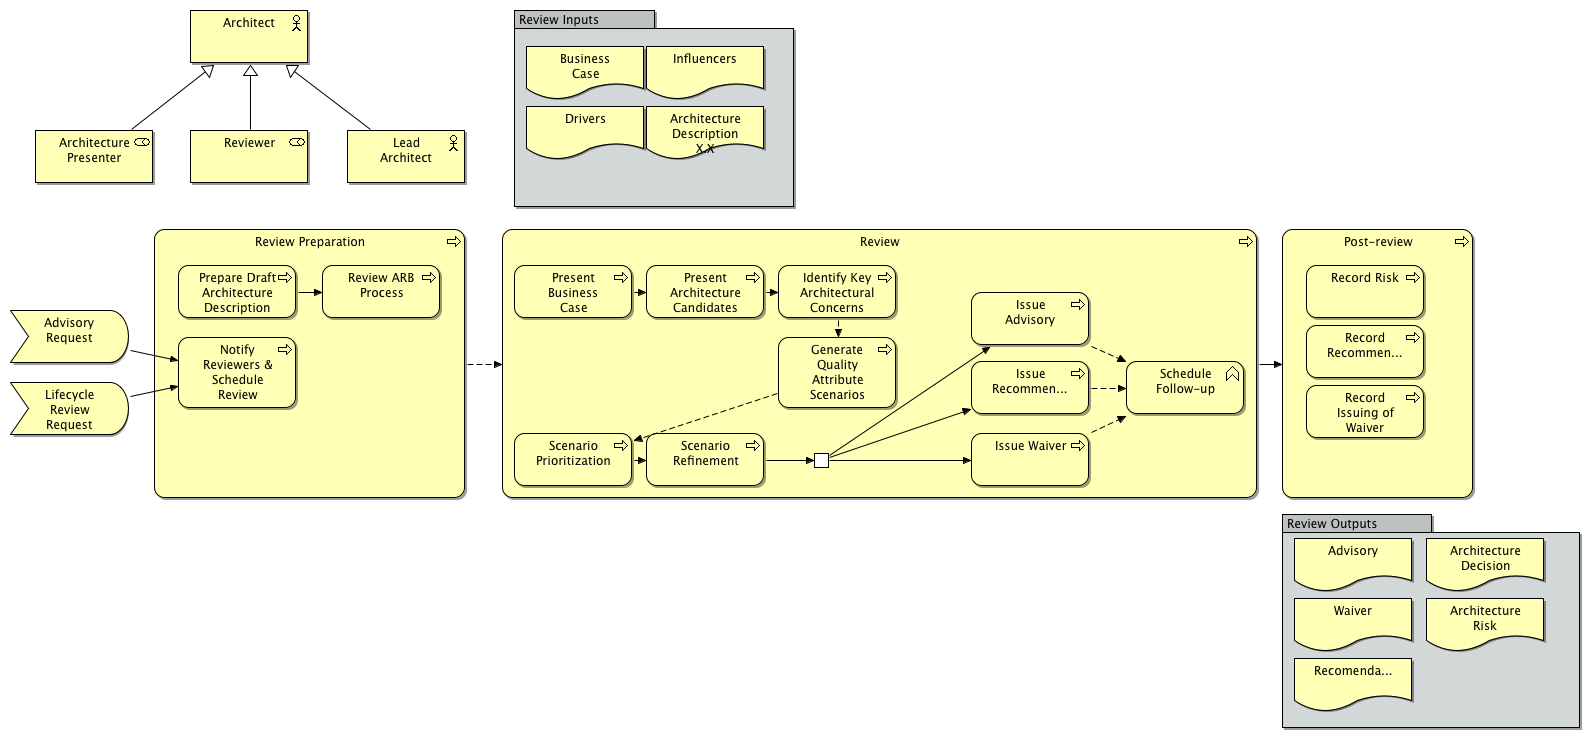 Architect
Architecture
Presenter
Reviewer
Lead
Architect
Review Inputs
Business
Case
Influencers
Drivers
Architecture
Description
X.X
Advisory
Request
Lifecycle
Review
Request
Review Preparation
Prepare Draft
Architecture
Description
Review ARB
Process
Notify
Reviewers &
Schedule
Review
Review
Present
Business
Case
Present
Architecture
Candidates
Identify Key
Architectural
Concerns
Generate
Quality
Attribute
Scenarios
Scenario
Prioritization
Scenario
Refinement
Issue
Advisory
Issue
Recommen...
Issue Waiver
Schedule
Follow-up
Post-review
Record Risk
Record
Recommen...
Record
Issuing of
Waiver
Review Outputs
Advisory
Architecture
Decision
Waiver
Architecture
Risk
Recomenda...